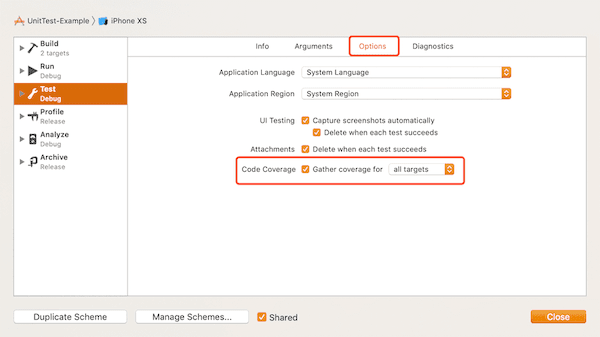 UnitTest-Example iPhone XS
Info Arguments Options Diagnostics
Build
2 targets
Run
Debug
Test
Debug
Profile
Release
Analyze
Debug
Archive
Release
Application Language System Language
Application Region System Region
UI Testing Capture screenshots automatically
Delete when each test succeeds
Attachments Delete when each test succeeds
Code Coverage Gather coverage for all targets
Duplicate Scheme Manage Schemes... Shared Close